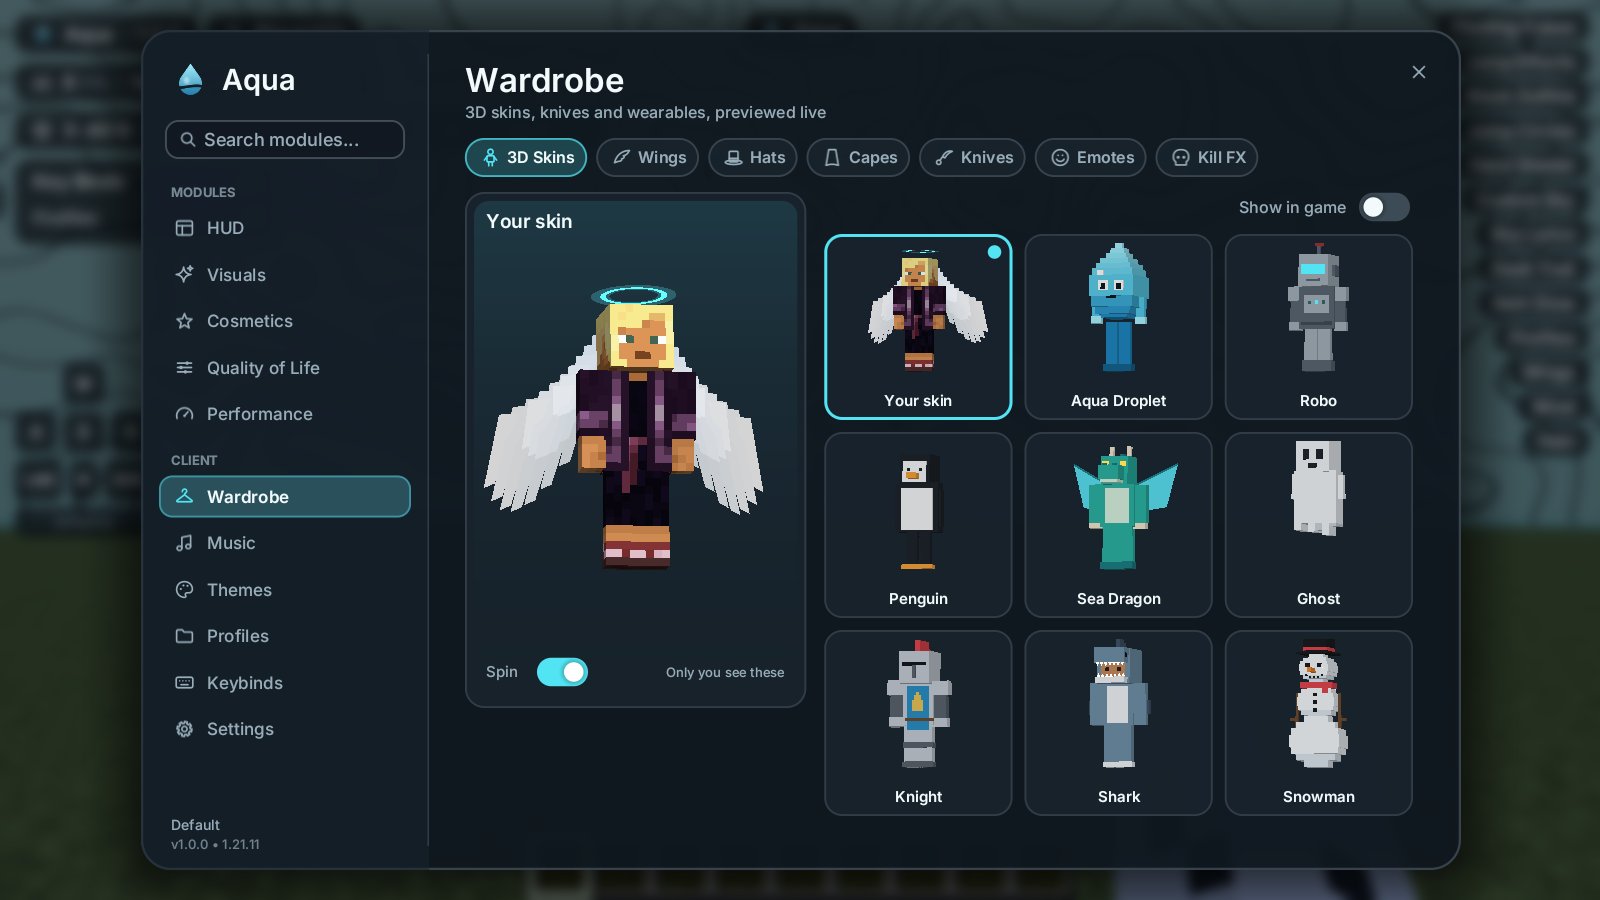 Aqua
Search modules...
MODULES
HUD
Visuals
Cosmetics
Quality of Life
Performance
CLIENT
Wardrobe
Music
Themes
Profiles
Keybinds
Settings
Default
v1.0.0 • 1.21.11
Wardrobe
3D skins, knives and wearables, previewed live
3D Skins
Wings
Hats
Capes
Knives
Emotes
Kill FX
Your skin
Spin
Only you see these
Show in game
Your skin
Aqua Droplet
Robo
Penguin
Sea Dragon
Ghost
Knight
Shark
Snowman